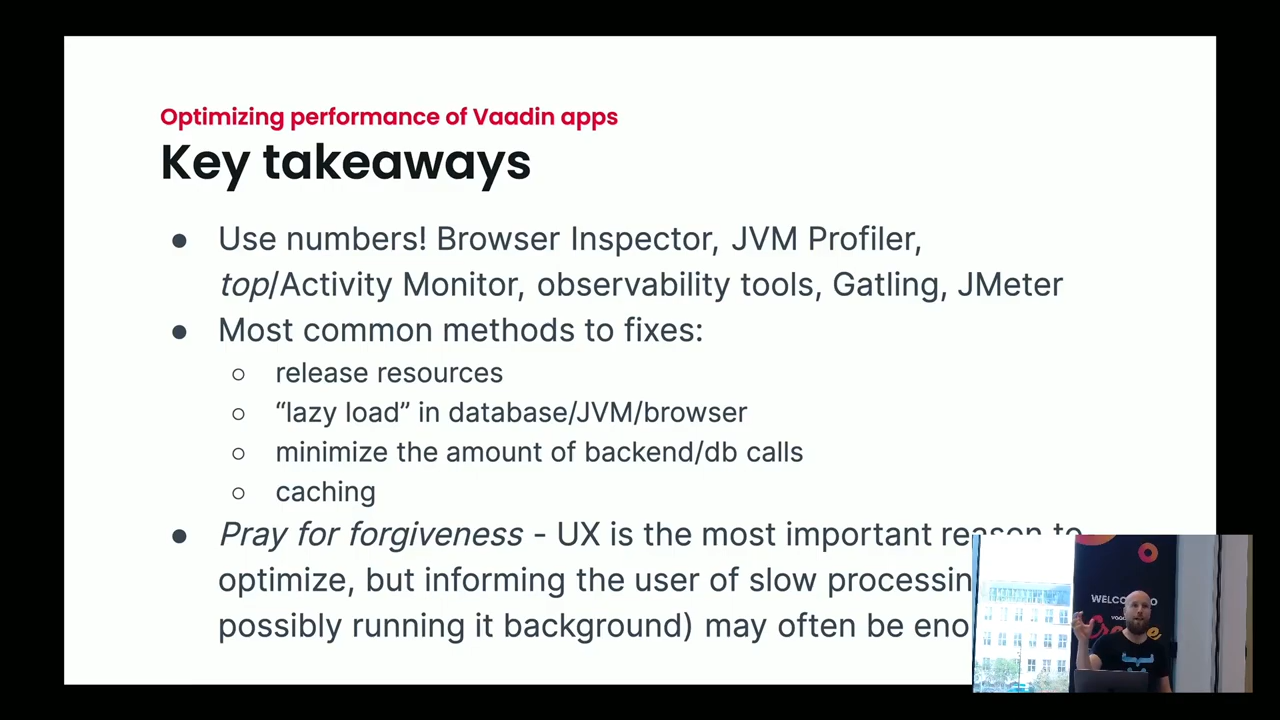 Optimizing performance of Vaadin apps
Key takeaways
● Use numbers! Browser Inspector, JVM Profiler,
top/Activity Monitor, observability tools, Gatling, JMeter
● Most common methods to fixes:
○ release resources
○ “lazy load” in database/JVM/browser
○ minimize the amount of backend/db calls
○ caching
● Pray for forgiveness - UX is the most important reason to
optimize, but informing the user of slow
possibly running it background) may often be